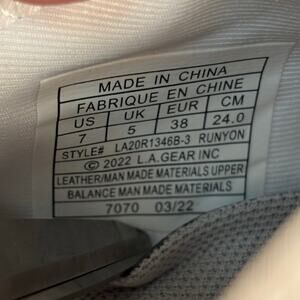 MADE IN CHINA
FABRIQUE EN CHINE
US UK EUR CM
7 5 38 24.0
STYLE# LA20R1346B-3 RUNYON
© 2022 L.A.GEAR INC
LEATHER/MAN MADE MATERIALS UPPER
BALANCE MAN MADE MATERIALS
7070 03/22